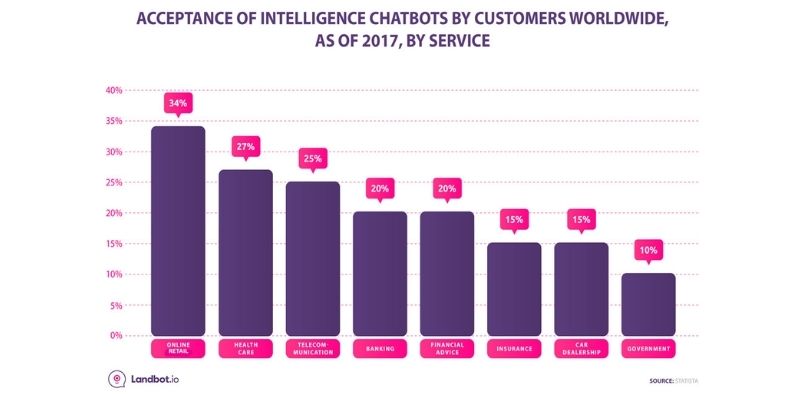 ACCEPTANCE OF INTELLIGENCE CHATBOTS BY CUSTOMERS WORLDWIDE,
AS OF 2017, BY SERVICE
40%
35%
30%
25%
20%
15%
10%
5%
0%
34%
27%
25%
20%
20%
15%
15%
10%
ONLINE
RETAIL
HEALTH
CARE
TELECOM-
MUNICATION
BANKING
FINANCIAL
ADVICE
INSURANCE
CAR
DEALERSHIP
GOVERNMENT
Landbot.io
SOURCE: STATISTA